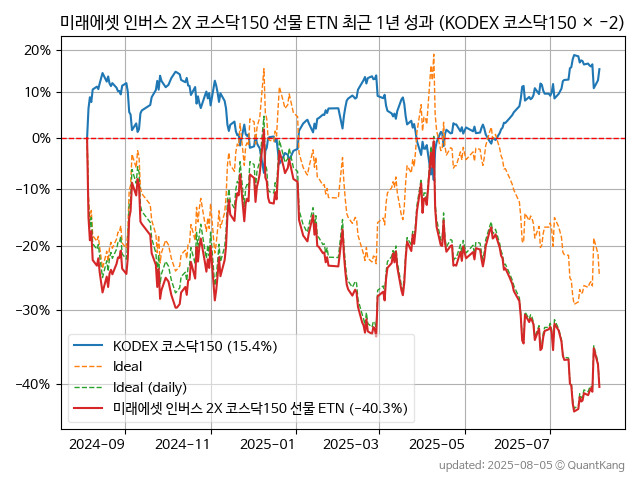 미래에셋 인버스 2X 코스닥150 선물 ETN 최근 1년 성과 (KODEX 코스닥150 × −2)
20%
10%
0%
−10%
−20%
−30%
−40%
KODEX 코스닥150 (15.4%)
Ideal
Ideal (daily)
미래에셋 인버스 2X 코스닥150 선물 ETN (−40.3%)
2024-09 2024-11 2025-01 2025-03 2025-05 2025-07
updated: 2025-08-05 © QuantKang